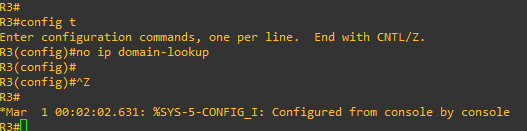 R3#
R3#config t
Enter configuration commands, one per line.  End with CNTL/Z.
R3(config)#no ip domain-lookup
R3(config)#
R3(config)#^Z
R3#
*Mar  1 00:02:02.631: %SYS-5-CONFIG_I: Configured from console by console
R3#